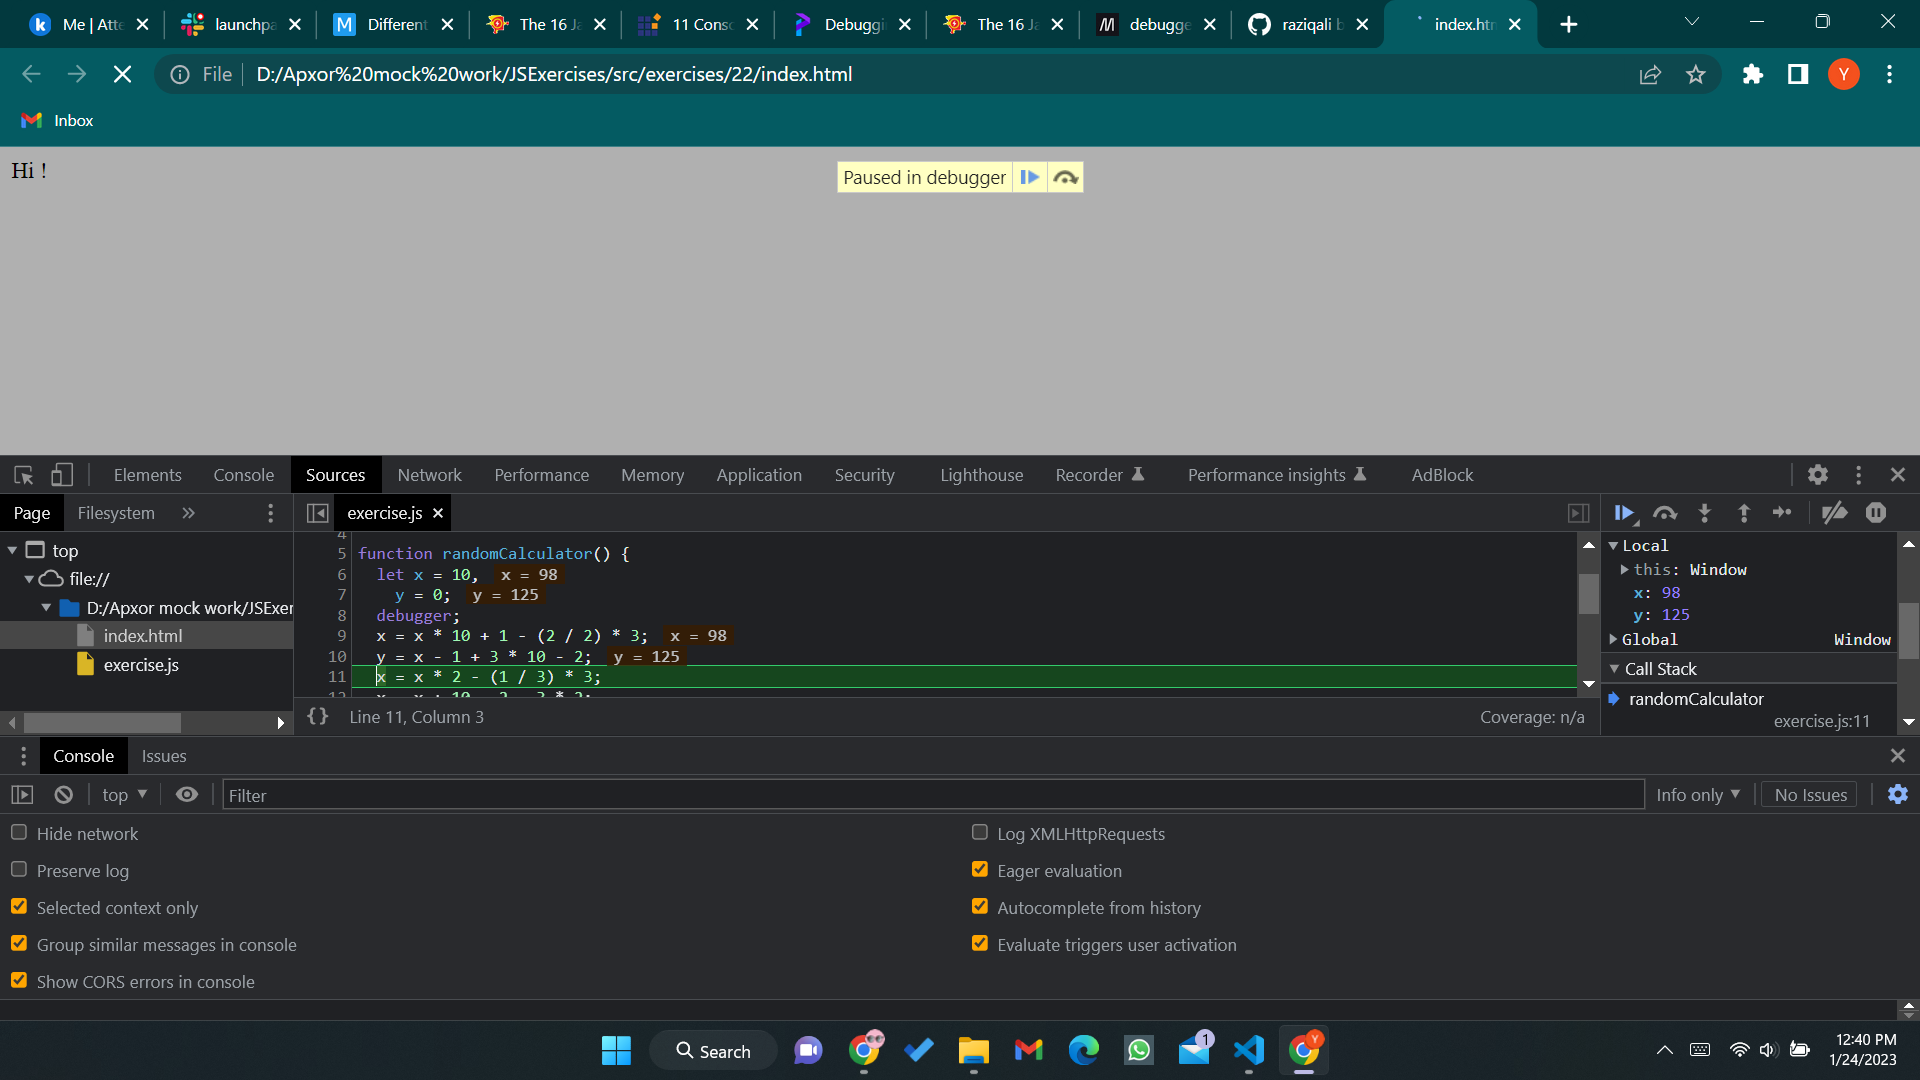 Me | Atte
launchpa
Different
The 16 Ja
11 Conso
Debuggin
The 16 Ja
debugge
raziqali b
index.htm
File
D:/Apxor%20mock%20work/JSExercises/src/exercises/22/index.html
Y
Inbox
Hi !
Paused in debugger
Elements Console Sources Network Performance Memory Application Security Lighthouse Recorder Performance insights AdBlock
Page Filesystem »
exercise.js
top
file://
D:/Apxor mock work/JSExer
index.html
exercise.js
4
5 function randomCalculator() {
6 let x = 10, x = 98
7 y = 0; y = 125
8 debugger;
9 x = x * 10 + 1 - (2 / 2) * 3; x = 98
10 y = x - 1 + 3 * 10 - 2; y = 125
11 x = x * 2 - (1 / 3) * 3;
12
{} Line 11, Column 3
Coverage: n/a
Local
this: Window
x: 98
y: 125
Global Window
Call Stack
randomCalculator
exercise.js:11
Console Issues
top
Filter
Info only
No Issues
Hide network
Log XMLHttpRequests
Preserve log
Eager evaluation
Selected context only
Autocomplete from history
Group similar messages in console
Evaluate triggers user activation
Show CORS errors in console
Search
1
Y
12:40 PM
1/24/2023